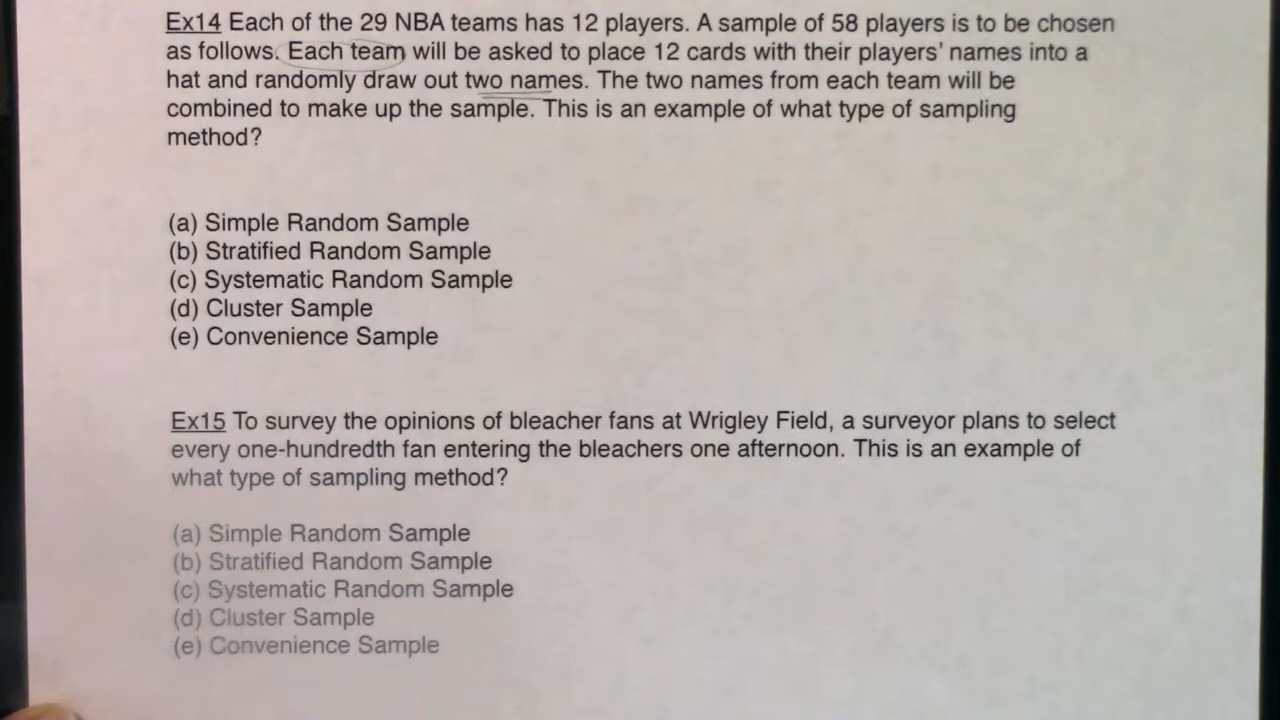 Ex14 Each of the 29 NBA teams has 12 players. A sample of 58 players is to be chosen
as follows. Each team will be asked to place 12 cards with their players' names into a
hat and randomly draw out two names. The two names from each team will be
combined to make up the sample. This is an example of what type of sampling
method?
(a) Simple Random Sample
(b) Stratified Random Sample
(c) Systematic Random Sample
(d) Cluster Sample
(e) Convenience Sample
Ex15 To survey the opinions of bleacher fans at Wrigley Field, a surveyor plans to select
every one-hundredth fan entering the bleachers one afternoon. This is an example of
what type of sampling method?
(a) Simple Random Sample
(b) Stratified Random Sample
(c) Systematic Random Sample
(d) Cluster Sample
(e) Convenience Sample